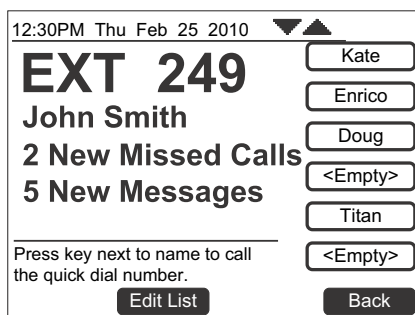 12:30PM Thu Feb 25 2010
EXT 249
John Smith
2 New Missed Calls
5 New Messages
Kate
Enrico
Doug
<Empty>
Titan
<Empty>
Press key next to name to call
the quick dial number.
Edit List
Back